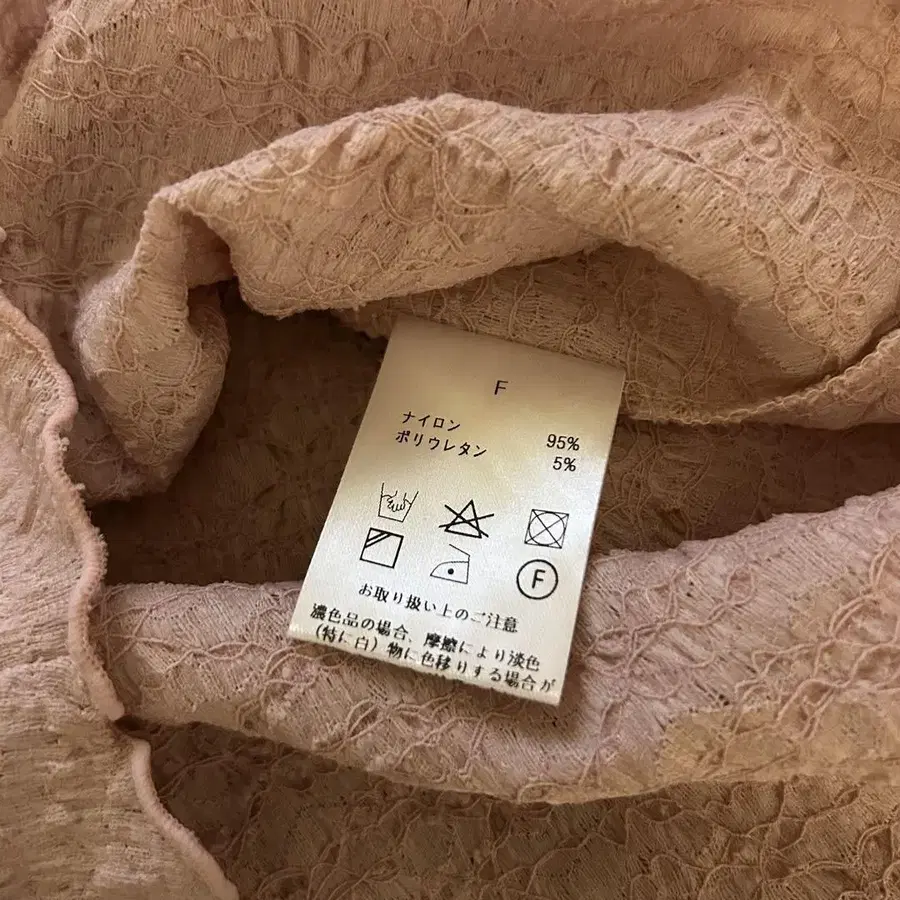 F
ナイロン 95%
ポリウレタン 5%
F
お取り扱い上のご注意
濃色品の場合、摩擦により淡色
（特に白）物に色移りする場合が